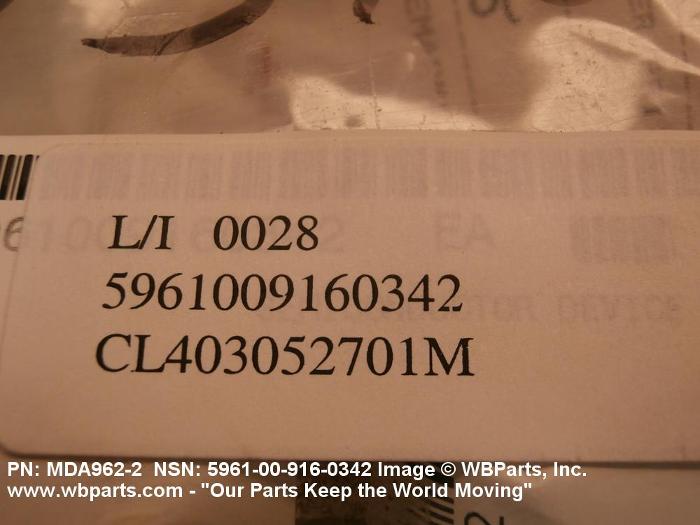 L/I 0028
5961009160342
CL403052701M
DEVICE
PN: MDA962-2 NSN: 5961-00-916-0342 Image © WBParts, Inc.
www.wbparts.com - "Our Parts Keep the World Moving"